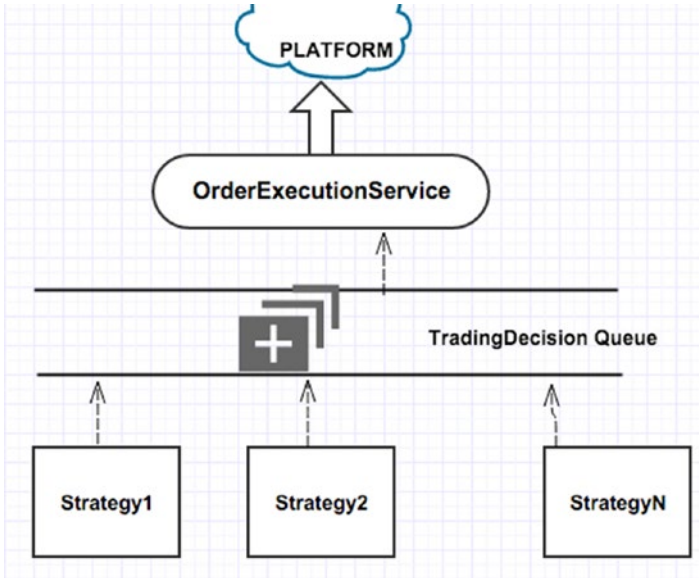 PLATFORM
OrderExecutionService
TradingDecision Queue
Strategy1
Strategy2
StrategyN